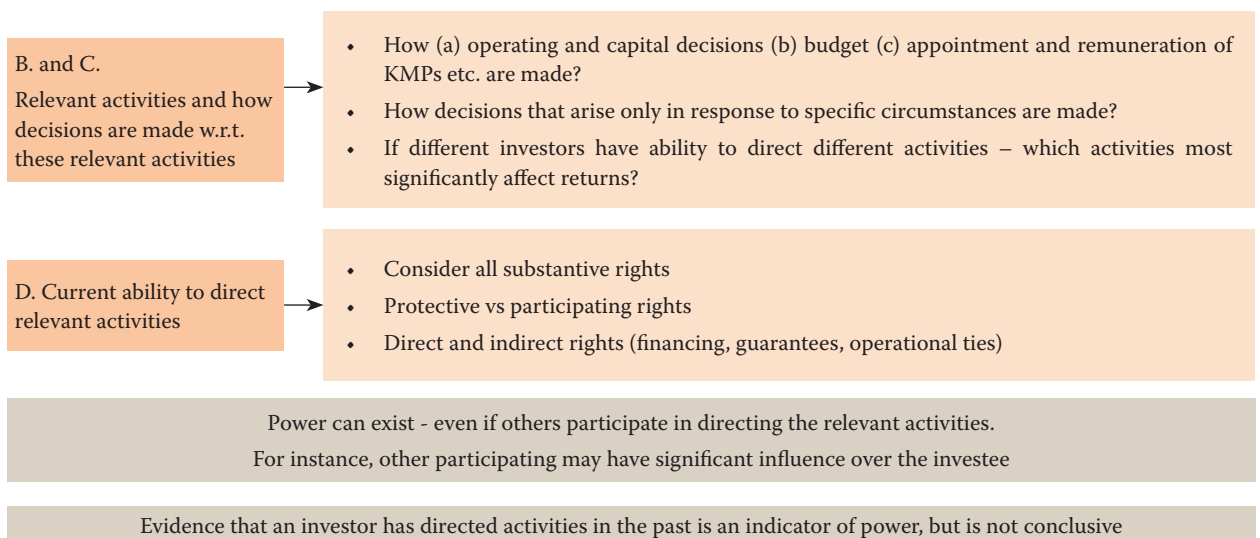 B. and C.
Relevant activities and how
decisions are made w.r.t.
these relevant activities
• How (a) operating and capital decisions (b) budget (c) appointment and remuneration of
KMPs etc. are made?
• How decisions that arise only in response to specific circumstances are made?
• If different investors have ability to direct different activities – which activities most
significantly affect returns?
D. Current ability to direct
relevant activities
• Consider all substantive rights
• Protective vs participating rights
• Direct and indirect rights (financing, guarantees, operational ties)
Power can exist - even if others participate in directing the relevant activities.
For instance, other participating may have significant influence over the investee
Evidence that an investor has directed activities in the past is an indicator of power, but is not conclusive